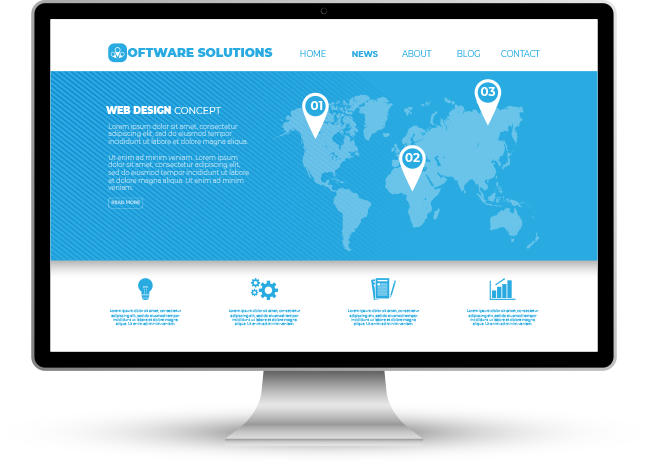 OFTWARE SOLUTIONS
HOME NEWS ABOUT BLOG CONTACT
01
03
02
WEB DESIGN CONCEPT
Lorem ipsum dolor sit amet, consectetur
adipiscing elit, sed do eiusmod tempor
incididunt ut labore et dolore magna aliqua.
Ut enim ad minim veniam. Lorem ipsum
dolor sit amet, consectetur adipiscing elit,
sed do eiusmod tempor incididunt ut labore
et dolore magna aliqua. Ut enim ad minim
veniam.
READ MORE
Lorem ipsum dolor sit amet, consectetur
adipiscing elit, sed do eiusmod tempor
incididunt ut labore et dolore magna
aliqua. Ut enim ad minim veniam.
Lorem ipsum dolor sit amet, consectetur
adipiscing elit, sed do eiusmod tempor
incididunt ut labore et dolore magna
aliqua. Ut enim ad minim veniam.
Lorem ipsum dolor sit amet, consectetur
adipiscing elit, sed do eiusmod tempor
incididunt ut labore et dolore magna
aliqua. Ut enim ad minim veniam.
Lorem ipsum dolor sit amet, consectetur
adipiscing elit, sed do eiusmod tempor
incididunt ut labore et dolore magna
aliqua. Ut enim ad minim veniam.